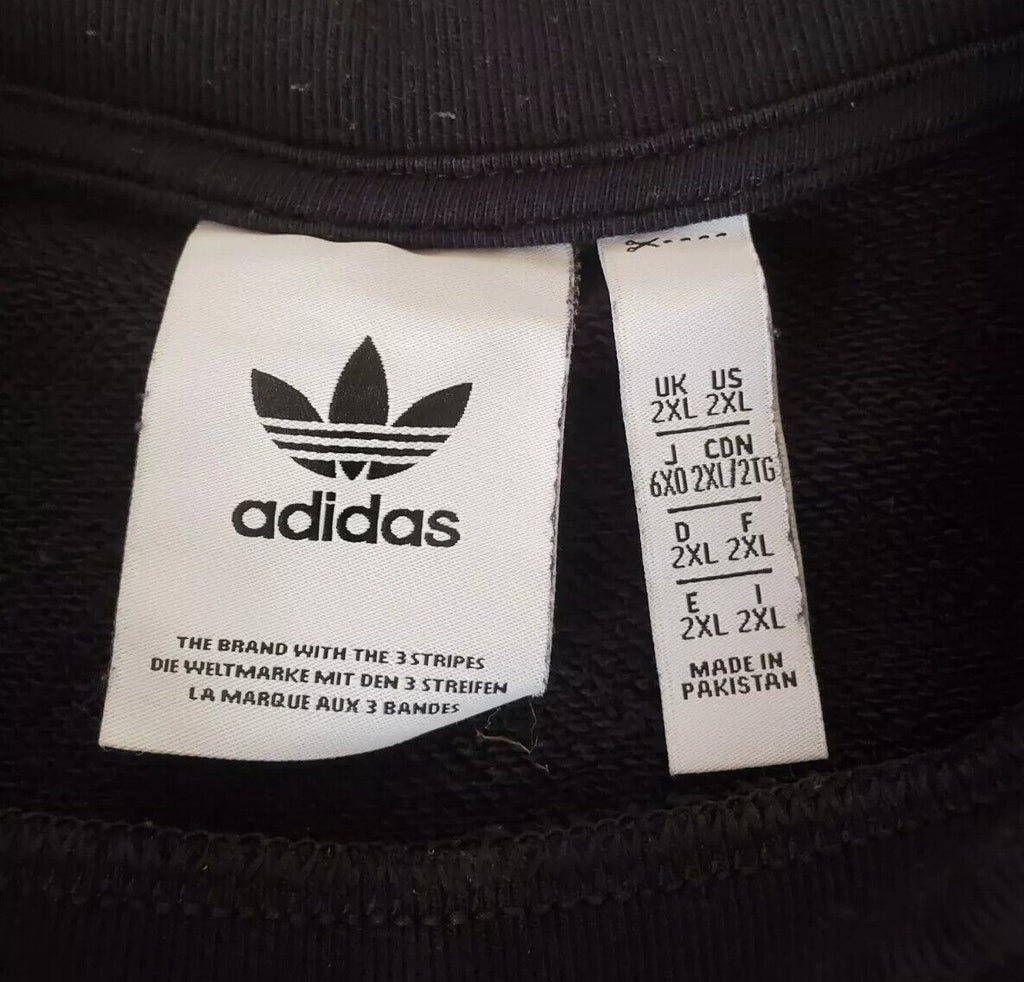 adidas
THE BRAND WITH THE 3 STRIPES
DIE WELTMARKE MIT DEN 3 STREIFEN
LA MARQUE AUX 3 BANDES
UK US
2XL 2XL
J CDN
6XO 2XL/2TG
D F
2XL 2XL
E I
2XL 2XL
MADE IN
PAKISTAN